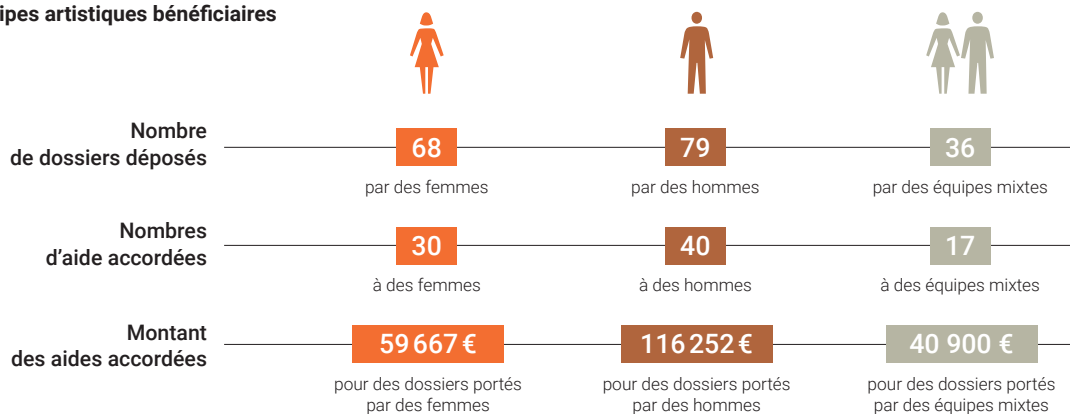 ipes artistiques bénéficiaires
Nombre
de dossiers déposés
68
79
36
par des femmes
par des hommes
par des équipes mixtes
Nombres
d'aide accordées
30
40
17
à des femmes
à des hommes
à des équipes mixtes
Montant
des aides accordées
59 667 €
116 252 €
40 900 €
pour des dossiers portés
par des femmes
pour des dossiers portés
par des hommes
pour des dossiers portés
par des équipes mixtes